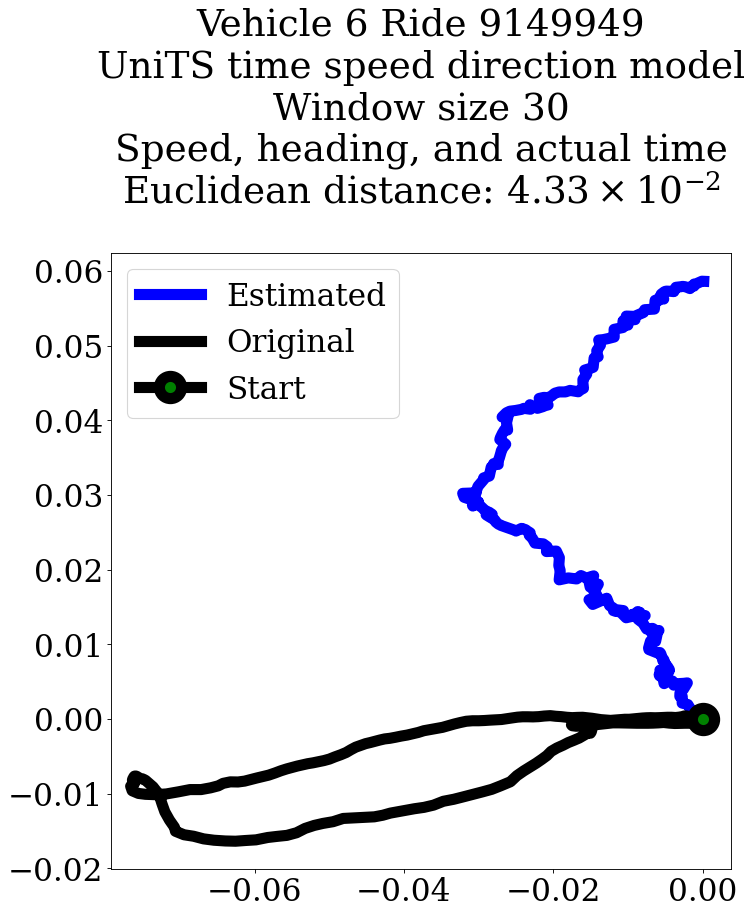 Vehicle 6 Ride 9149949
UniTS time speed direction model
Window size 30
Speed, heading, and actual time
Euclidean distance: 4.33 × 10⁻²
Estimated
Original
Start
0.06
0.05
0.04
0.03
0.02
0.01
0.00
−0.01
−0.02
−0.06 −0.04 −0.02 0.00